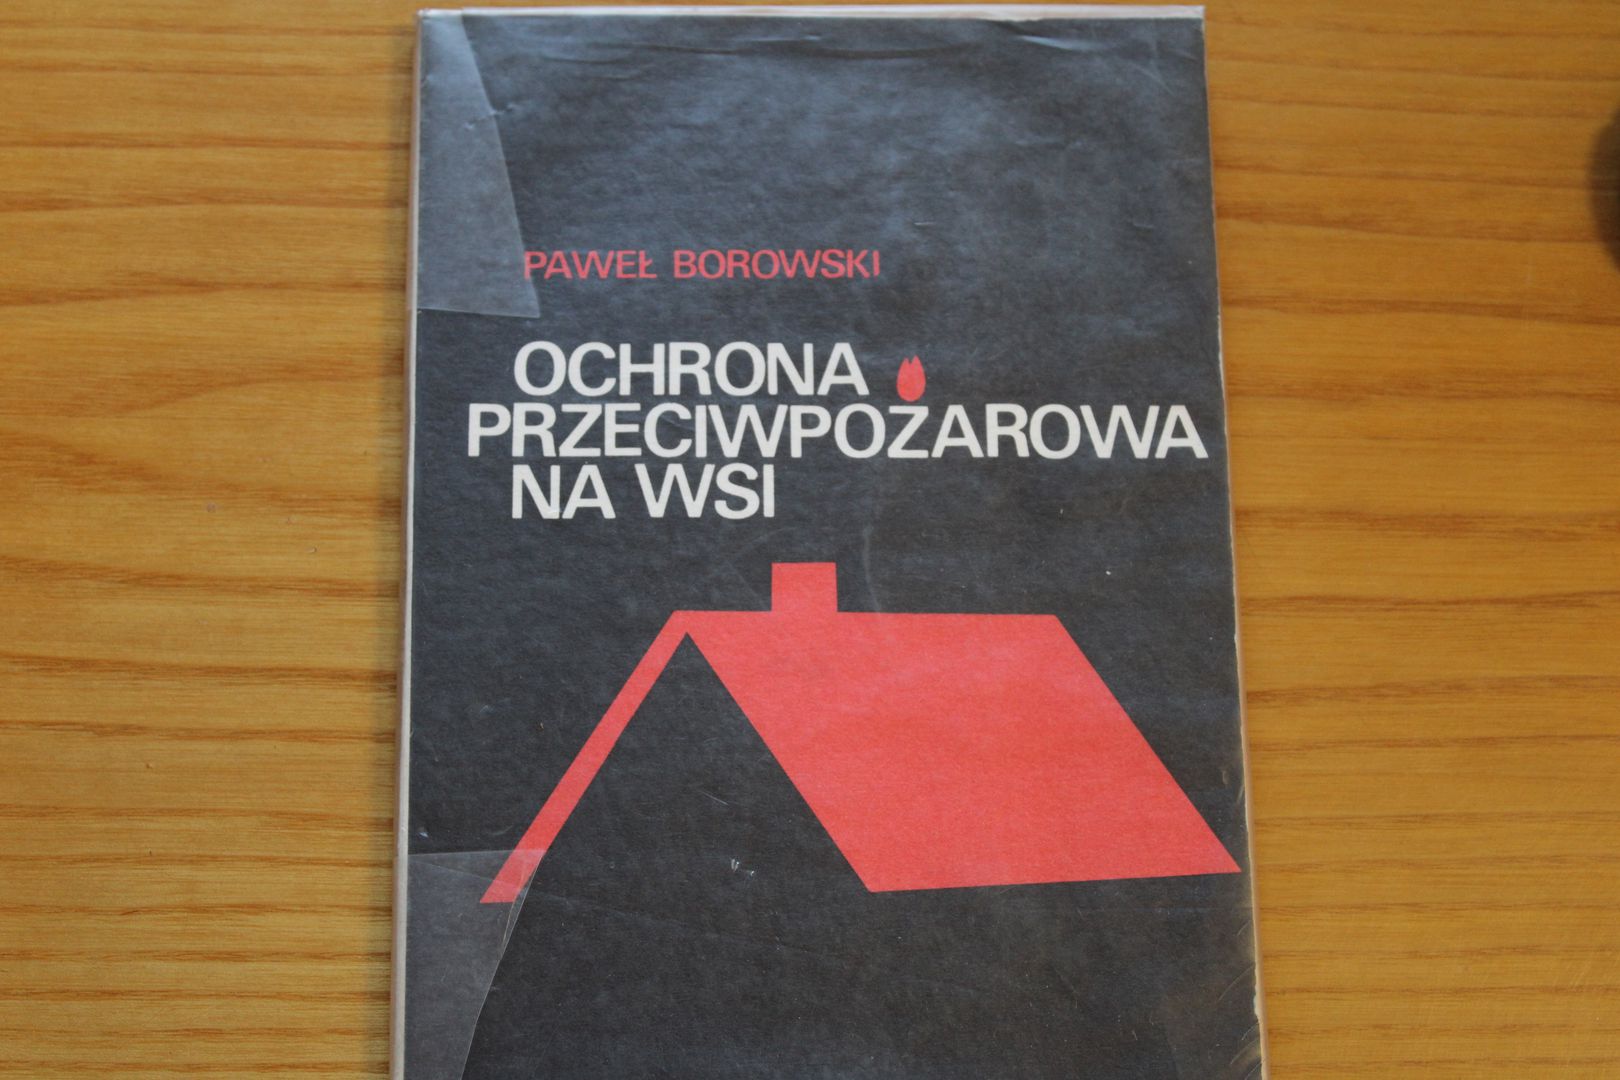 PAWEŁ BOROWSKI
OCHRONA
PRZECIWPOŻAROWA
NA WSI